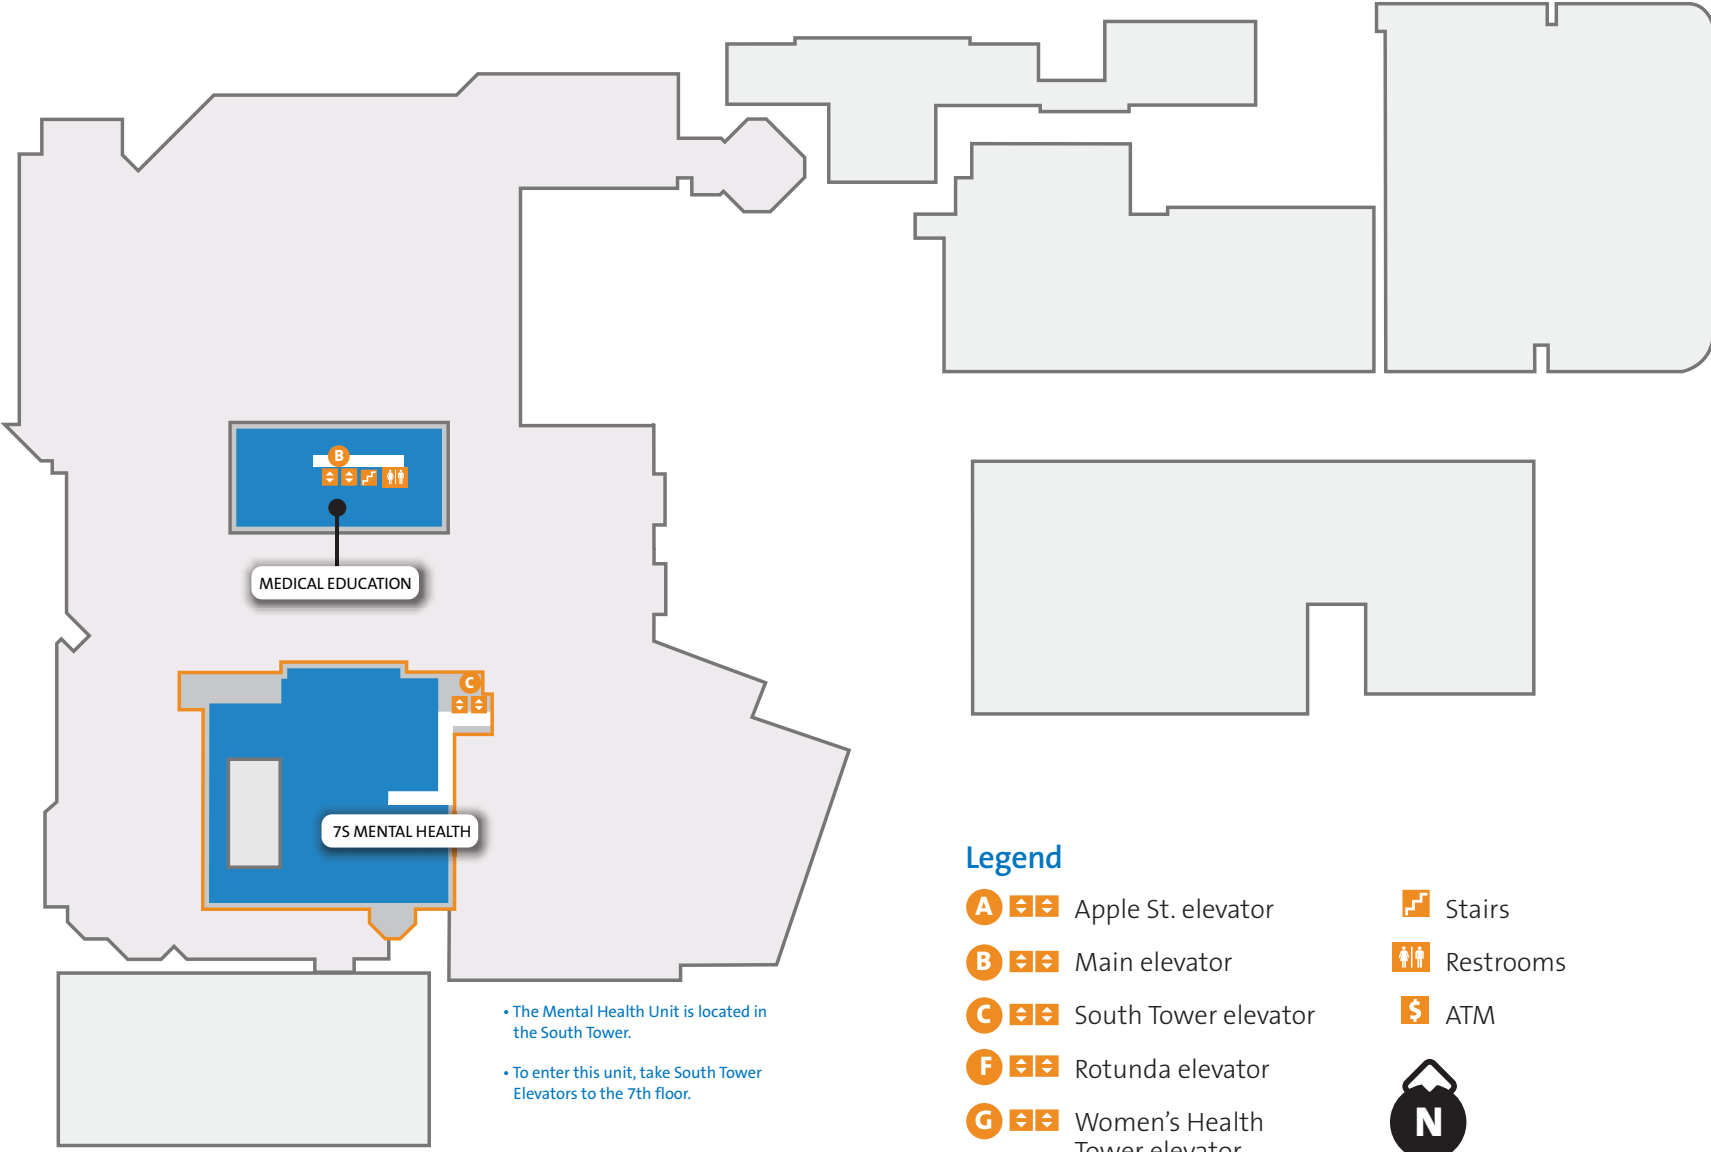 B
MEDICAL EDUCATION
C
7S MENTAL HEALTH
• The Mental Health Unit is located in
the South Tower.
• To enter this unit, take South Tower
Elevators to the 7th floor.
Legend
A Apple St. elevator
B Main elevator
C South Tower elevator
F Rotunda elevator
G Women's Health
Tower elevator
Stairs
Restrooms
$ ATM
N